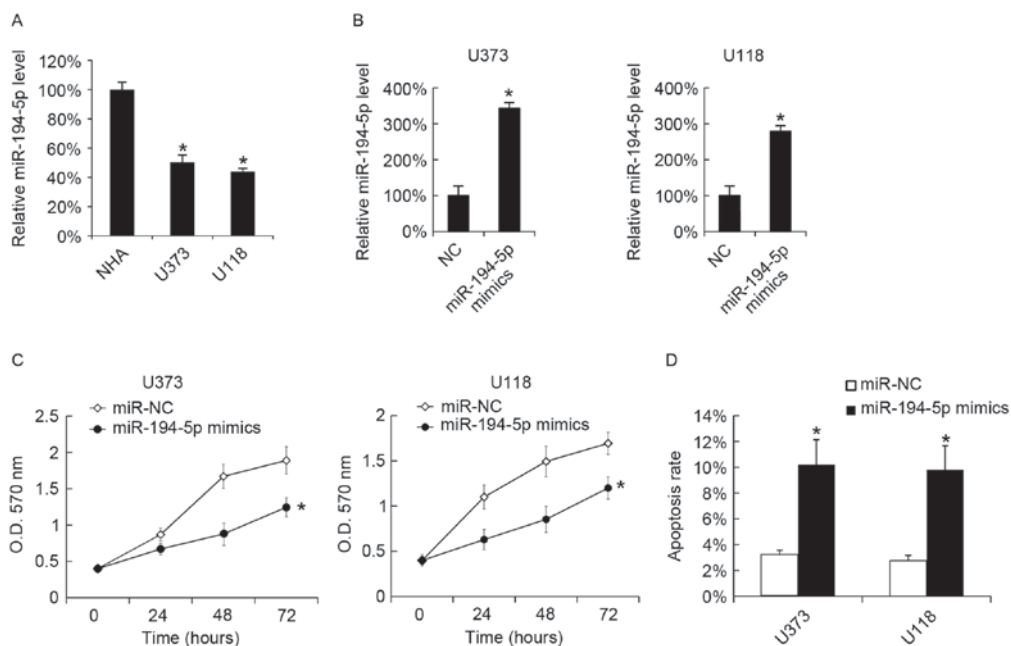 A
Relative miR-194-5p level
120%
100%
80%
60%
40%
20%
0%
*
*
NHA
U373
U118
B
U373
Relative miR-194-5p level
400%
300%
200%
100%
0%
*
NC
miR-194-5p
mimics
U118
Relative miR-194-5p level
400%
300%
200%
100%
0%
*
NC
miR-194-5p
mimics
C
U373
miR-NC
miR-194-5p mimics
O.D. 570 nm
2.5
2
1.5
1
0.5
0
*
0 24 48 72
Time (hours)
U118
miR-NC
miR-194-5p mimics
O.D. 570 nm
2
1.5
1
0.5
0
*
0 24 48 72
Time (hours)
D
miR-NC
miR-194-5p mimics
Apoptosis rate
14%
12%
10%
8%
6%
4%
2%
0%
*
*
U373
U118